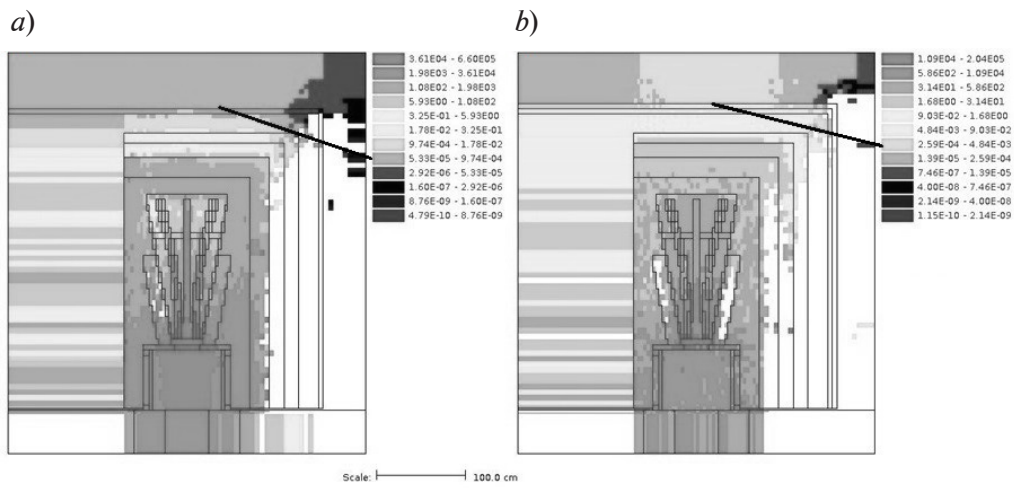 a)
3.61E04 - 6.60E05
1.98E03 - 3.61E04
1.08E02 - 1.98E03
5.93E00 - 1.08E02
3.25E-01 - 5.93E00
1.78E-02 - 3.25E-01
9.74E-04 - 1.78E-02
5.33E-05 - 9.74E-04
2.92E-06 - 5.33E-05
1.60E-07 - 2.92E-06
8.76E-09 - 1.60E-07
4.79E-10 - 8.76E-09
b)
1.09E04 - 2.04E05
5.86E02 - 1.09E04
3.14E01 - 5.86E02
1.68E00 - 3.14E01
9.03E-02 - 1.68E00
4.84E-03 - 9.03E-02
2.59E-04 - 4.84E-03
1.39E-05 - 2.59E-04
7.46E-07 - 1.39E-05
4.00E-08 - 7.46E-07
2.14E-09 - 4.00E-08
1.15E-10 - 2.14E-09
Scale: 100.0 cm